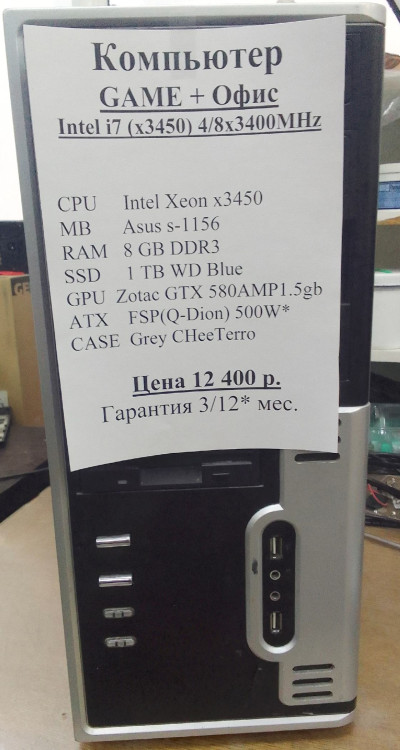 Компьютер
GAME + Офис
Intel i7 (x3450) 4/8x3400MHz
CPU Intel Xeon x3450
MB Asus s-1156
RAM 8 GB DDR3
SSD 1 TB WD Blue
GPU Zotac GTX 580AMP1.5gb
ATX FSP(Q-Dion) 500W*
CASE Grey CHeeTerro
Цена 12 400 р.
Гарантия 3/12* мес.